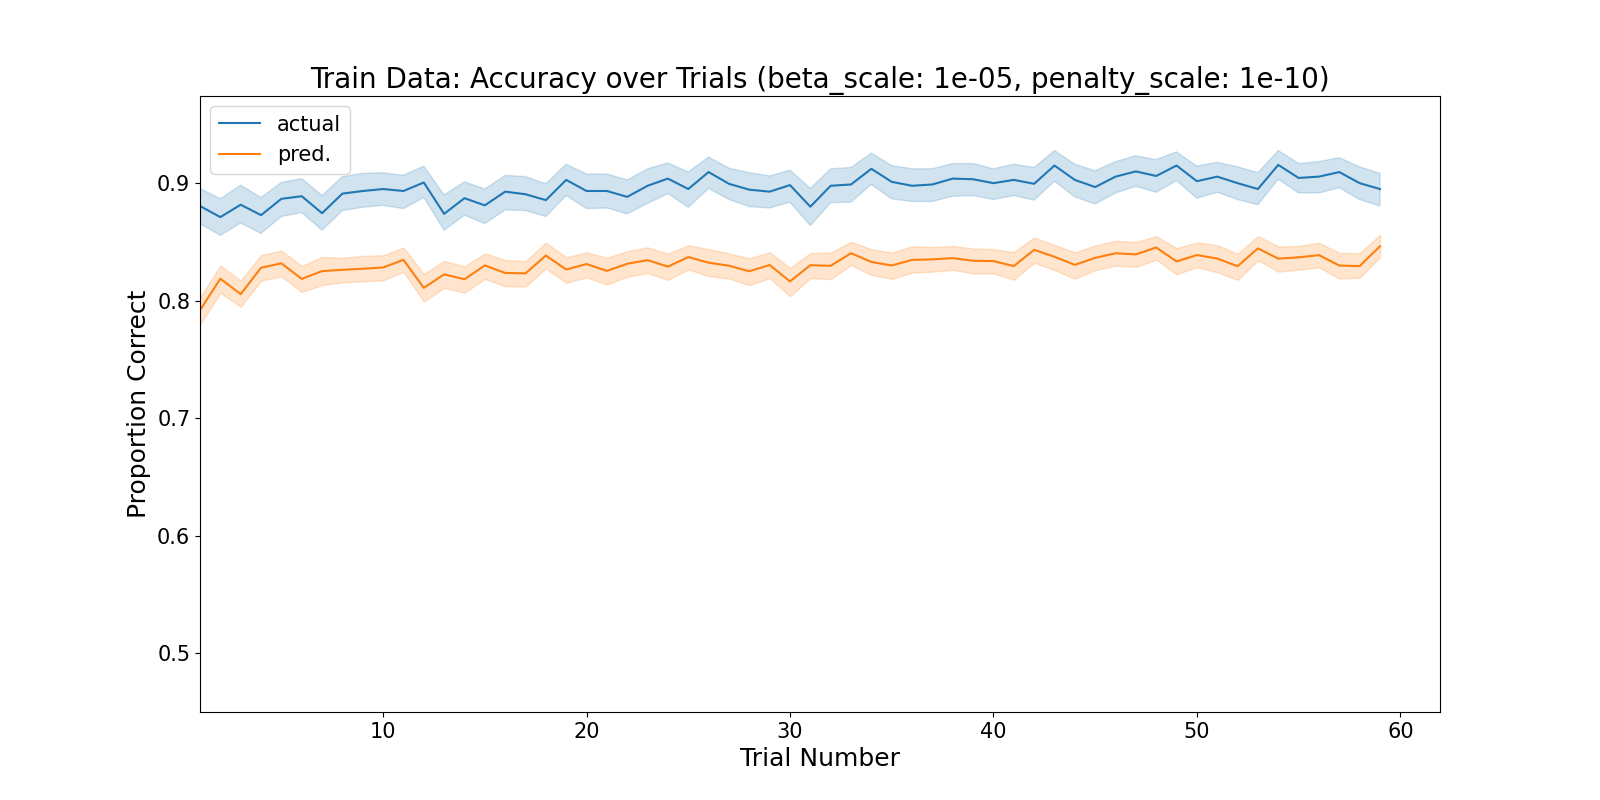 Train Data: Accuracy over Trials (beta_scale: 1e-05, penalty_scale: 1e-10)
actual
pred.
0.9
0.8
0.7
0.6
0.5
Proportion Correct
10 20 30 40 50 60
Trial Number